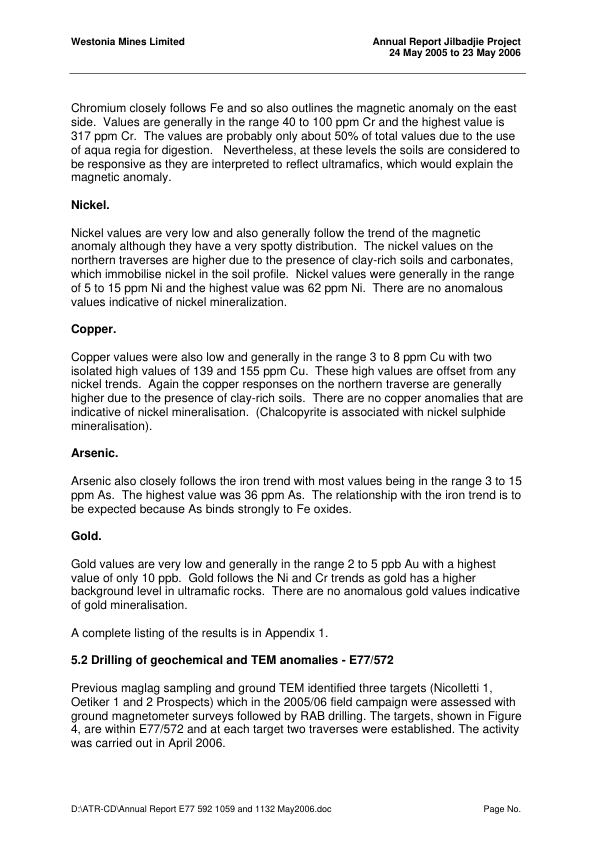 Westonia Mines Limited
Annual Report Jilbadjie Project
24 May 2005 to 23 May 2006
Chromium closely follows Fe and so also outlines the magnetic anomaly on the east
side.  Values are generally in the range 40 to 100 ppm Cr and the highest value is
317 ppm Cr.  The values are probably only about 50% of total values due to the use
of aqua regia for digestion.   Nevertheless, at these levels the soils are considered to
be responsive as they are interpreted to reflect ultramafics, which would explain the
magnetic anomaly.
Nickel.
Nickel values are very low and also generally follow the trend of the magnetic
anomaly although they have a very spotty distribution.  The nickel values on the
northern traverses are higher due to the presence of clay-rich soils and carbonates,
which immobilise nickel in the soil profile.  Nickel values were generally in the range
of 5 to 15 ppm Ni and the highest value was 62 ppm Ni.  There are no anomalous
values indicative of nickel mineralization.
Copper.
Copper values were also low and generally in the range 3 to 8 ppm Cu with two
isolated high values of 139 and 155 ppm Cu.  These high values are offset from any
nickel trends.  Again the copper responses on the northern traverse are generally
higher due to the presence of clay-rich soils.  There are no copper anomalies that are
indicative of nickel mineralisation.  (Chalcopyrite is associated with nickel sulphide
mineralisation).
Arsenic.
Arsenic also closely follows the iron trend with most values being in the range 3 to 15
ppm As.  The highest value was 36 ppm As.  The relationship with the iron trend is to
be expected because As binds strongly to Fe oxides.
Gold.
Gold values are very low and generally in the range 2 to 5 ppb Au with a highest
value of only 10 ppb.  Gold follows the Ni and Cr trends as gold has a higher
background level in ultramafic rocks.  There are no anomalous gold values indicative
of gold mineralisation.
A complete listing of the results is in Appendix 1.
5.2 Drilling of geochemical and TEM anomalies - E77/572
Previous maglag sampling and ground TEM identified three targets (Nicolletti 1,
Oetiker 1 and 2 Prospects) which in the 2005/06 field campaign were assessed with
ground magnetometer surveys followed by RAB drilling. The targets, shown in Figure
4, are within E77/572 and at each target two traverses were established. The activity
was carried out in April 2006.
D:\ATR-CD\Annual Report E77 592 1059 and 1132 May2006.doc
Page No.